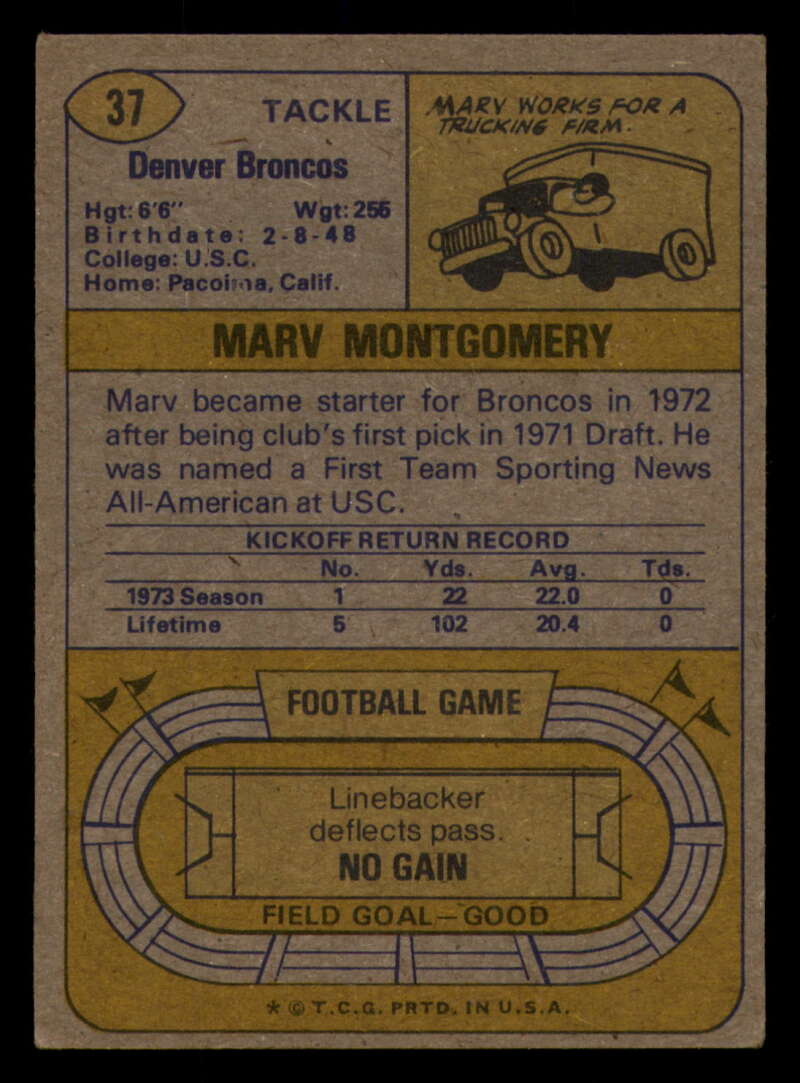 37
TACKLE
Denver Broncos
Hgt: 6'6" Wgt: 255
Birthdate: 2-8-48
College: U.S.C.
Home: Pacoima, Calif.
MARV WORKS FOR A
TRUCKING FIRM.
MARV MONTGOMERY
Marv became starter for Broncos in 1972
after being club's first pick in 1971 Draft. He
was named a First Team Sporting News
All-American at USC.
KICKOFF RETURN RECORD
No. Yds. Avg. Tds.
1973 Season 1 22 22.0 0
Lifetime 5 102 20.4 0
FOOTBALL GAME
Linebacker
deflects pass.
NO GAIN
FIELD GOAL—GOOD
* © T.C.G. PRTD. IN U.S.A.